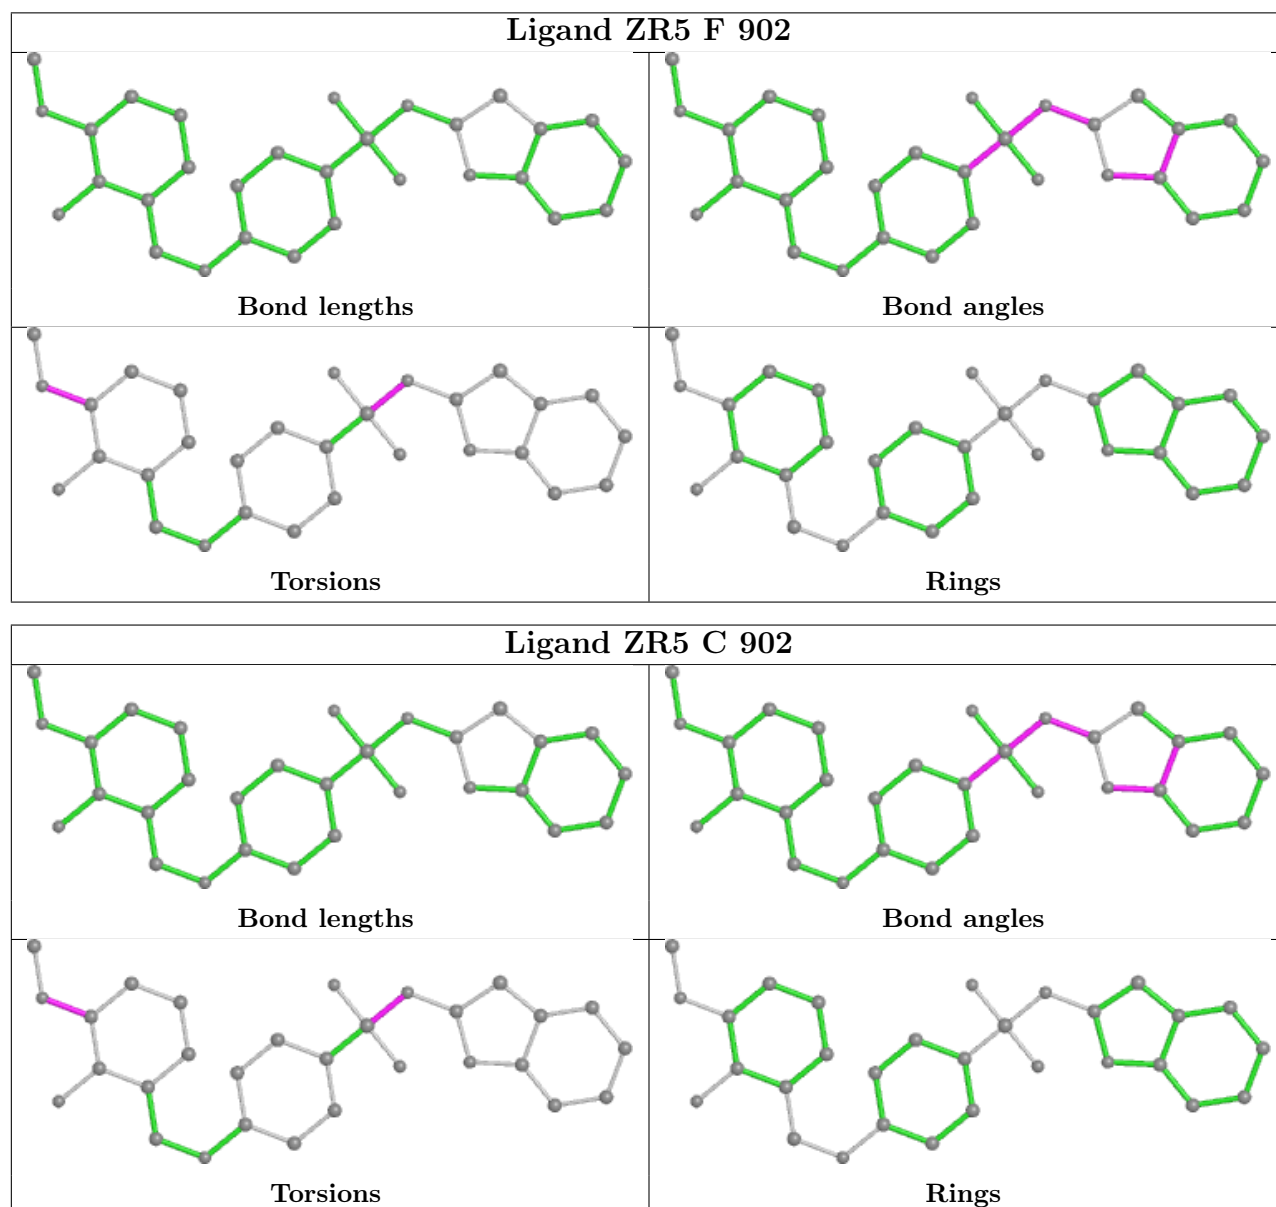 Ligand ZR5 F 902
Bond lengths
Bond angles
Torsions
Rings
Ligand ZR5 C 902
Bond lengths
Bond angles
Torsions
Rings